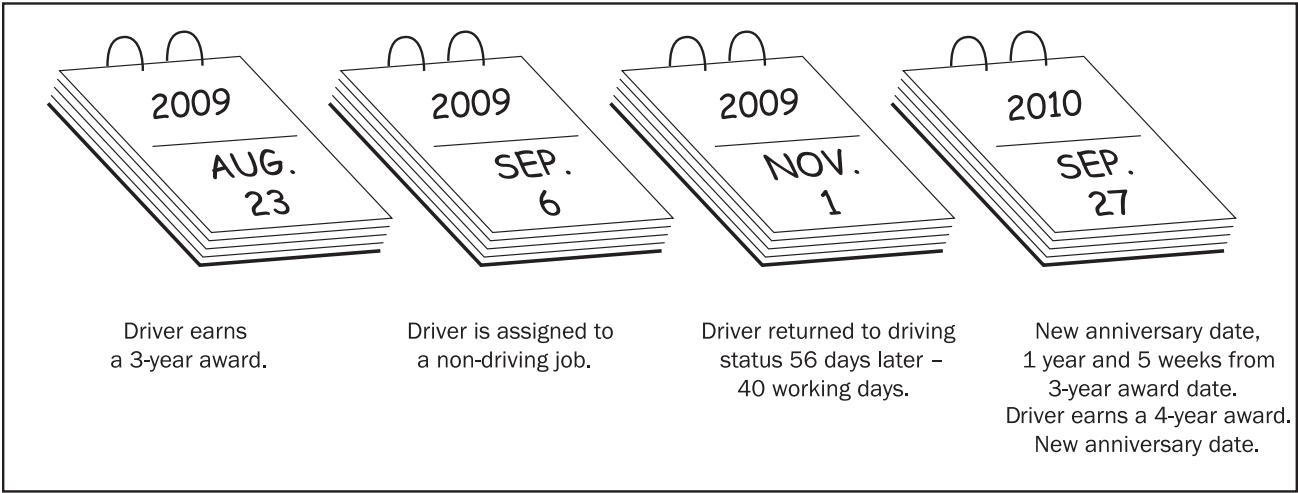 2009
AUG.
23
2009
SEP.
6
2009
NOV.
1
2010
SEP.
27
Driver earns
a 3-year award.
Driver is assigned to
a non-driving job.
Driver returned to driving
status 56 days later –
40 working days.
New anniversary date,
1 year and 5 weeks from
3-year award date.
Driver earns a 4-year award.
New anniversary date.